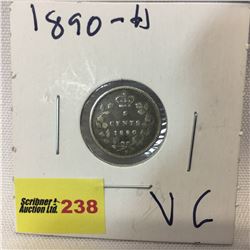 1890-H
5
CENTS
1890
Scribner
Auction Ltd. 238
VG